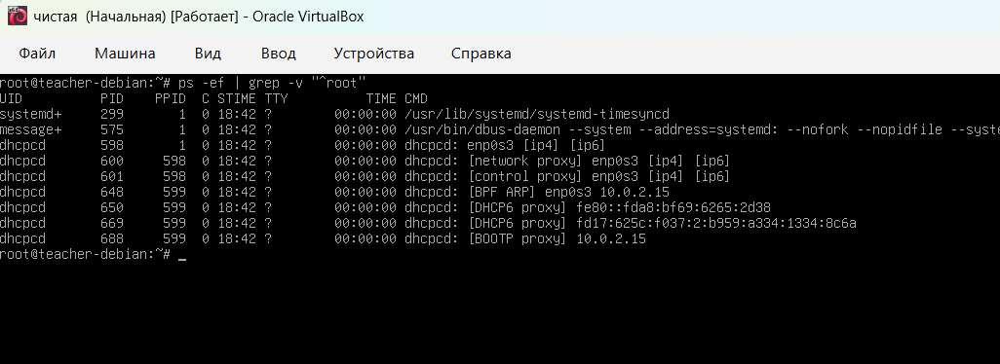 чистая (Начальная) [Работает] - Oracle VirtualBox
Файл Машина Вид Ввод Устройства Справка
root@teacher-debian:~# ps -ef | grep -v "^root"
UID PID PPID C STIME TTY TIME CMD
systemd+ 299 1 0 18:42 ? 00:00:00 /usr/lib/systemd/systemd-timesyncd
message+ 575 1 0 18:42 ? 00:00:00 /usr/bin/dbus-daemon --system --address=systemd: --nofork --nopidfile --syste
dhcpcd 598 1 0 18:42 ? 00:00:00 dhcpcd: enp0s3 [ip4] [ip6]
dhcpcd 600 598 0 18:42 ? 00:00:00 dhcpcd: [network proxy] enp0s3 [ip4] [ip6]
dhcpcd 601 598 0 18:42 ? 00:00:00 dhcpcd: [control proxy] enp0s3 [ip4] [ip6]
dhcpcd 648 599 0 18:42 ? 00:00:00 dhcpcd: [BPF ARP] enp0s3 10.0.2.15
dhcpcd 650 599 0 18:42 ? 00:00:00 dhcpcd: [DHCP6 proxy] fe80::fda8:bf69:6265:2d38
dhcpcd 669 599 0 18:42 ? 00:00:00 dhcpcd: [DHCP6 proxy] fd17:625c:f037:2:b959:a334:1334:8c6a
dhcpcd 688 599 0 18:42 ? 00:00:00 dhcpcd: [BOOTP proxy] 10.0.2.15
root@teacher-debian:~# _